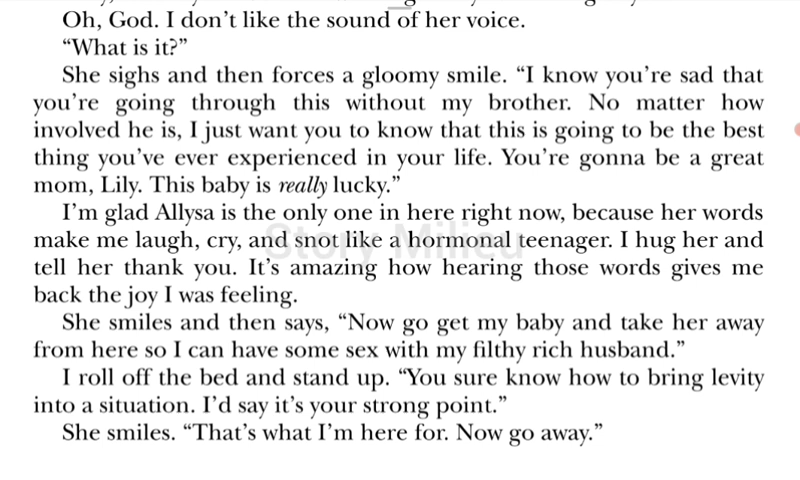 Oh, God. I don’t like the sound of her voice.
“What is it?”
She sighs and then forces a gloomy smile. “I know you’re sad that
you’re going through this without my brother. No matter how
involved he is, I just want you to know that this is going to be the best
thing you’ve ever experienced in your life. You’re gonna be a great
mom, Lily. This baby is really lucky.”
I’m glad Allysa is the only one in here right now, because her words
make me laugh, cry, and snot like a hormonal teenager. I hug her and
Story Milieu
tell her thank you. It’s amazing how hearing those words gives me
back the joy I was feeling.
She smiles and then says, “Now go get my baby and take her away
from here so I can have some sex with my filthy rich husband.”
I roll off the bed and stand up. “You sure know how to bring levity
into a situation. I’d say it’s your strong point.”
She smiles. “That’s what I’m here for. Now go away.”